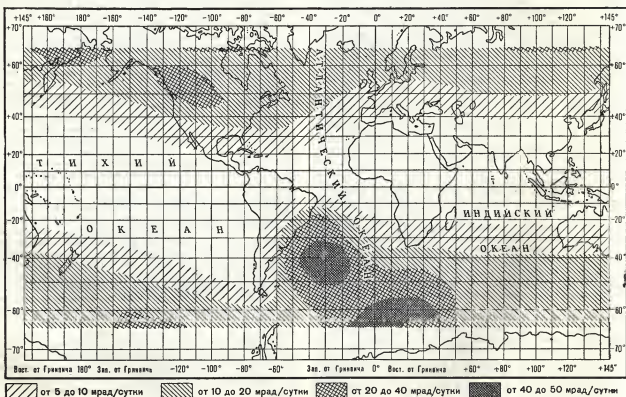 +145° +160° 180° -160° -140° -120° -100° -80° -60° -40° -20° 0° +20° +40° +60° +80° +100° +120° +145°
+70° +70°
+60° +60°
+40° +40°
+20° +20°
0° 0°
-20° -20°
-40° -40°
-60° -60°
-70° -70°
АТЛАНТИЧЕСКИЙ ОКЕАН
ТИХИЙ
ОКЕАН
ИНДИЙСКИЙ
ОКЕАН
Вост. от Гринвича 180° Зап. от Гринвича -120° -100° -80° -60° Зап. от Гринвича 0° Вост. от Гринвича +60° +80° +100° +120° +145°
от 5 до 10 мрад/сутки от 10 до 20 мрад/сутки от 20 до 40 мрад/сутки от 40 до 50 мрад/сутки